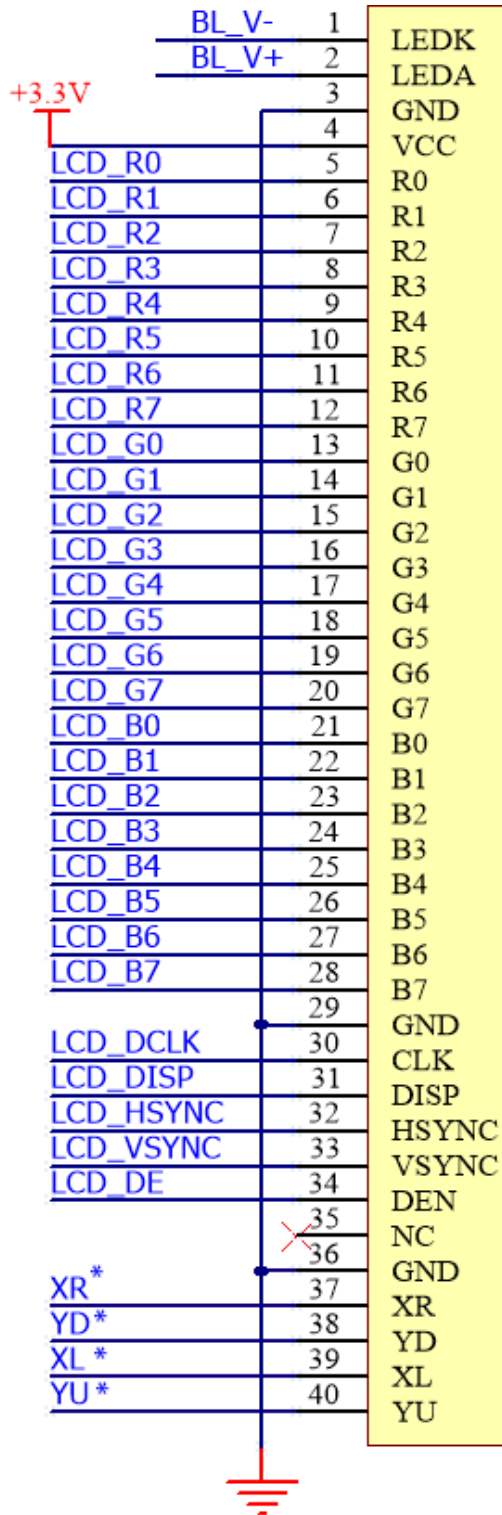 BL_V- 1 LEDK
BL_V+ 2 LEDA
3 GND
+3.3V 4 VCC
LCD_R0 5 R0
LCD_R1 6 R1
LCD_R2 7 R2
LCD_R3 8 R3
LCD_R4 9 R4
LCD_R5 10 R5
LCD_R6 11 R6
LCD_R7 12 R7
LCD_G0 13 G0
LCD_G1 14 G1
LCD_G2 15 G2
LCD_G3 16 G3
LCD_G4 17 G4
LCD_G5 18 G5
LCD_G6 19 G6
LCD_G7 20 G7
LCD_B0 21 B0
LCD_B1 22 B1
LCD_B2 23 B2
LCD_B3 24 B3
LCD_B4 25 B4
LCD_B5 26 B5
LCD_B6 27 B6
LCD_B7 28 B7
29 GND
LCD_DCLK 30 CLK
LCD_DISP 31 DISP
LCD_HSYNC 32 HSYNC
LCD_VSYNC 33 VSYNC
LCD_DE 34 DEN
35 NC
36 GND
XR* 37 XR
YD* 38 YD
XL* 39 XL
YU* 40 YU